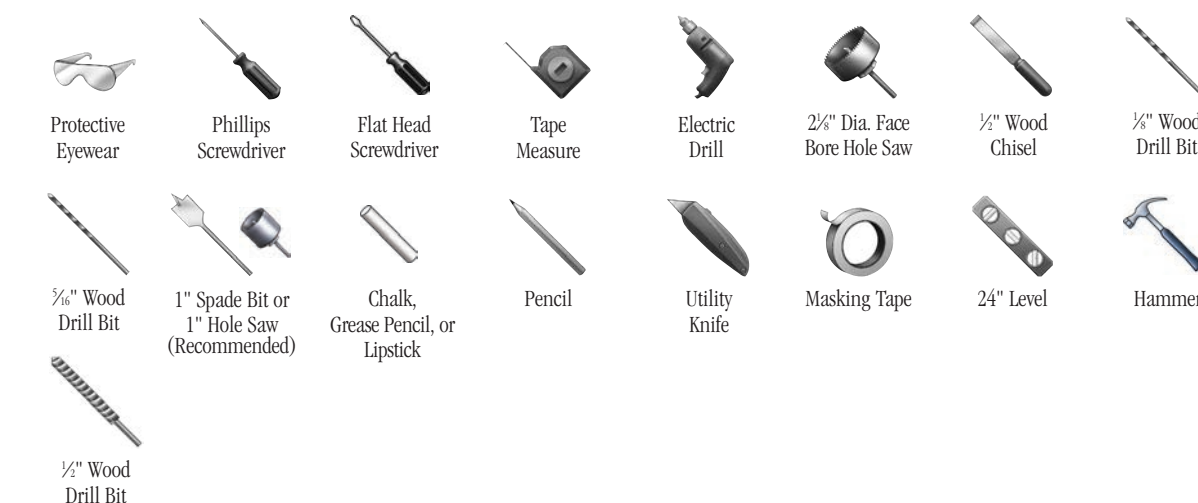 Protective
Eyewear
Phillips
Screwdriver
Flat Head
Screwdriver
Tape
Measure
Electric
Drill
2⅛" Dia. Face
Bore Hole Saw
½" Wood
Chisel
⅛" Wood
Drill Bit
5⁄16" Wood
Drill Bit
1" Spade Bit or
1" Hole Saw
(Recommended)
Chalk,
Grease Pencil, or
Lipstick
Pencil
Utility
Knife
Masking Tape
24" Level
Hammer
½" Wood
Drill Bit